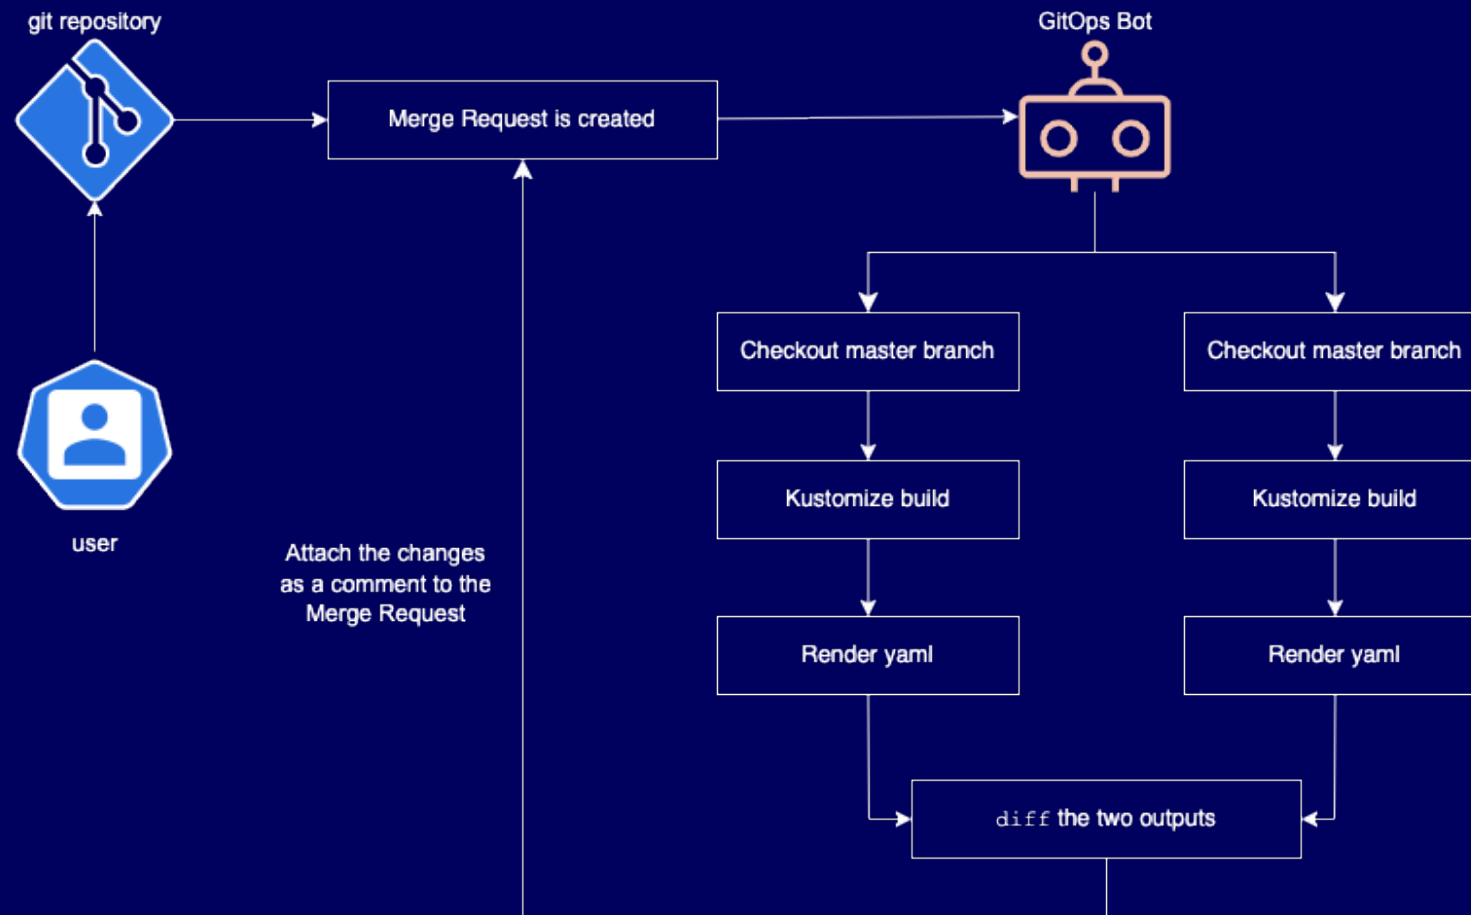 git repository
GitOps Bot
Merge Request is created
Checkout master branch
Checkout master branch
Kustomize build
Kustomize build
user
Attach the changes
as a comment to the
Merge Request
Render yaml
Render yaml
diff the two outputs